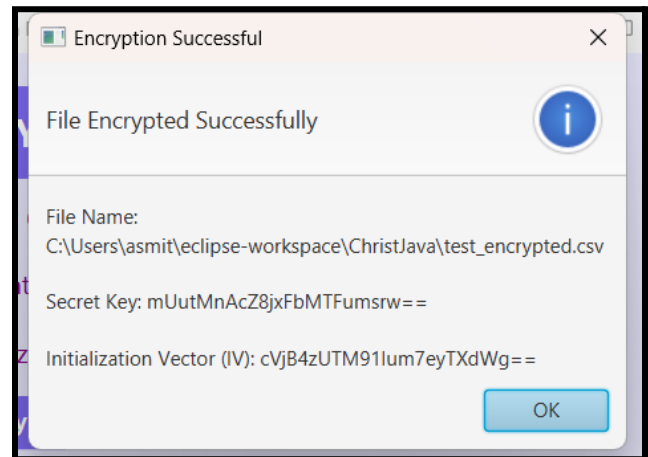 Encryption Successful
File Encrypted Successfully
File Name:
C:\Users\asmit\eclipse-workspace\ChristJava\test_encrypted.csv
Secret Key: mUutMnAcZ8jxFbMTFumsrw==
Initialization Vector (IV): cVjB4zUTM91lum7eyTXdWg==
OK